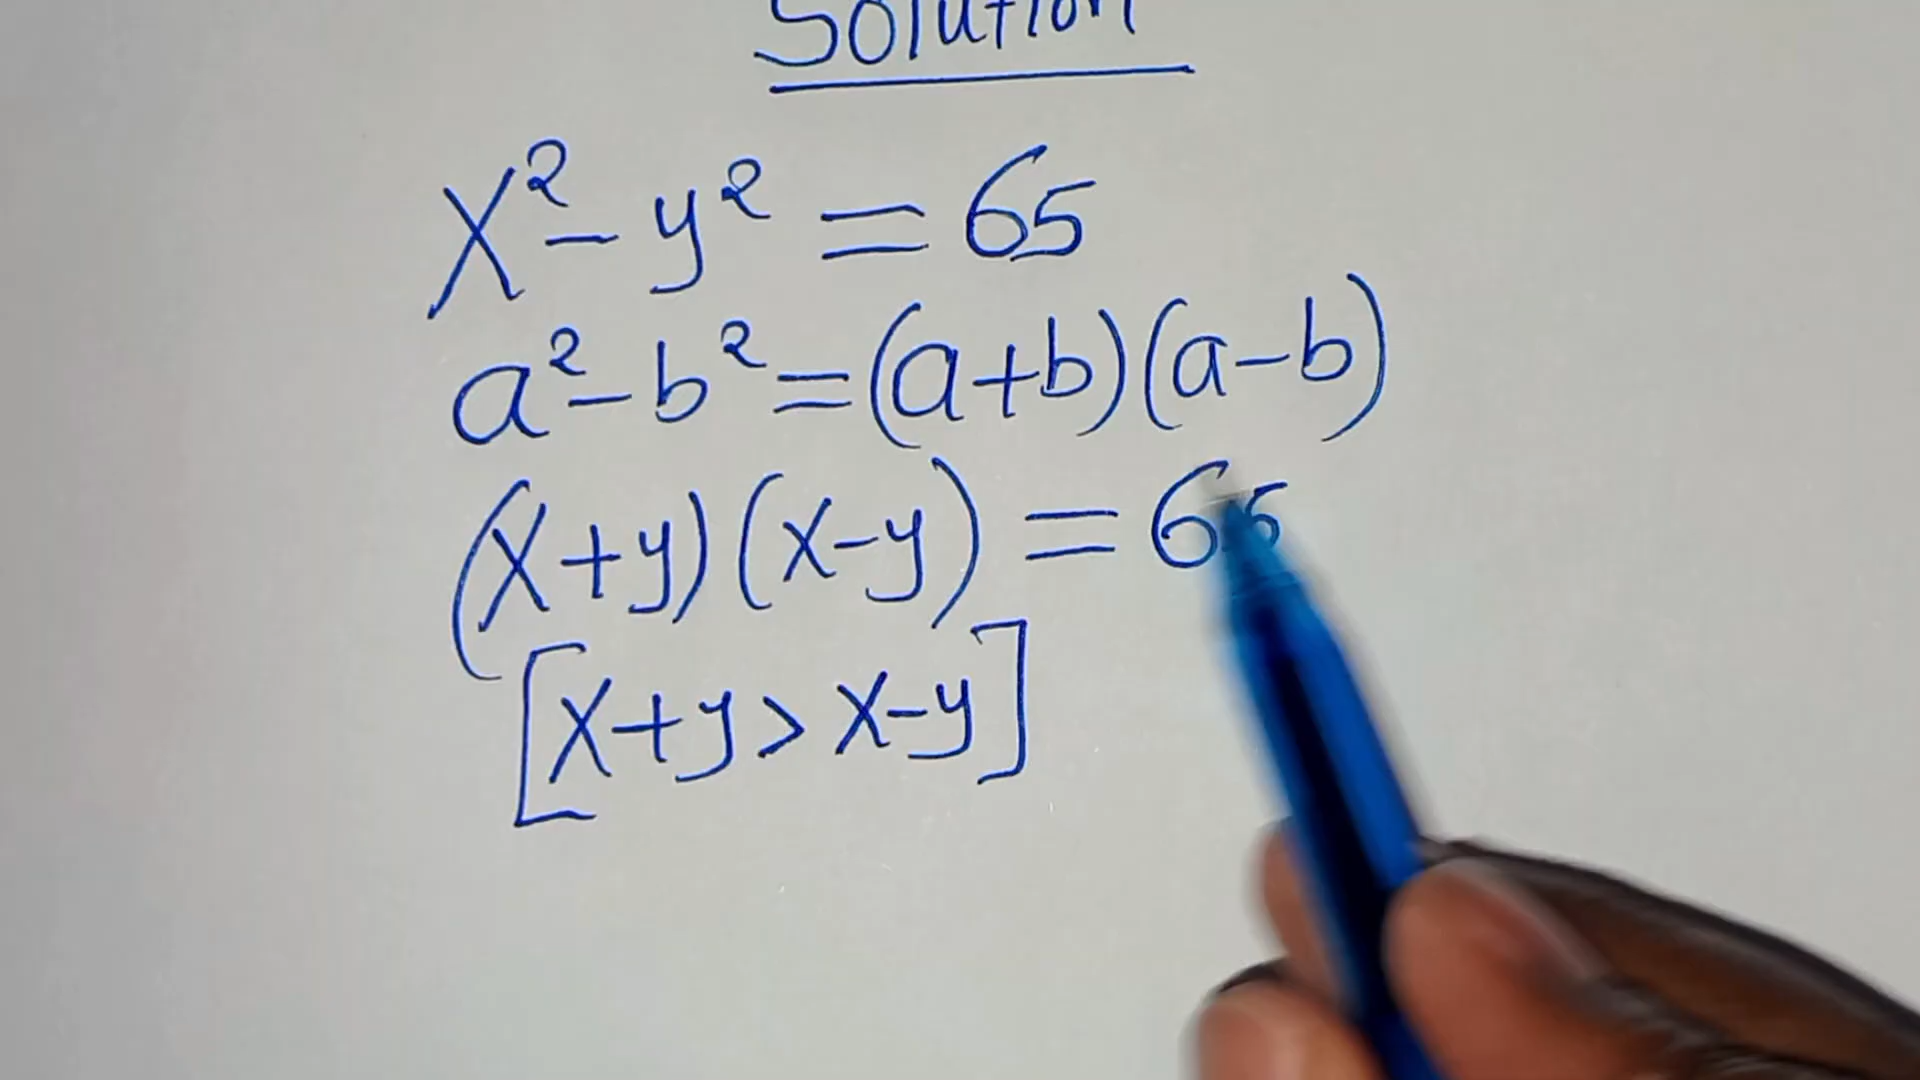 Solution
x² - y² = 65
a² - b² = (a+b)(a-b)
(x+y)(x-y) = 65
[x+y > x-y]